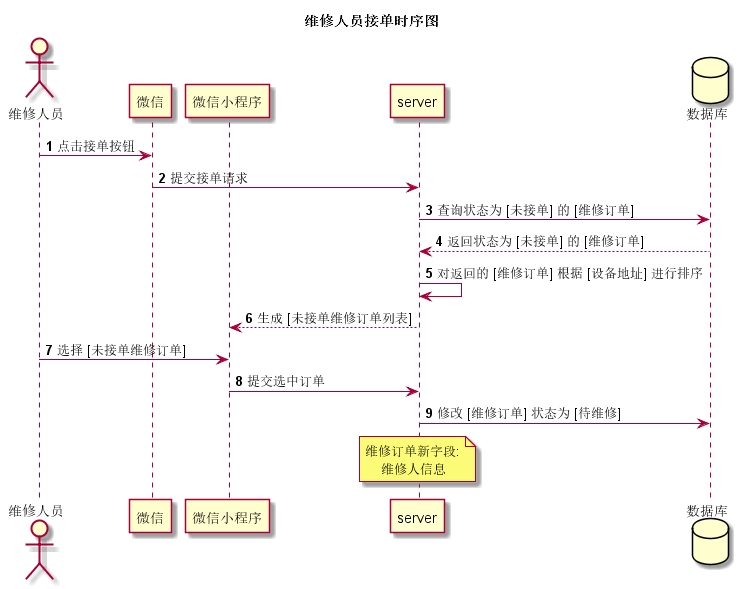 维修人员接单时序图
维修人员
微信
微信小程序
server
数据库
1 点击接单按钮
2 提交接单请求
3 查询状态为 [未接单] 的 [维修订单]
4 返回状态为 [未接单] 的 [维修订单]
5 对返回的 [维修订单] 根据 [设备地址] 进行排序
6 生成 [未接单维修订单列表]
7 选择 [未接单维修订单]
8 提交选中订单
9 修改 [维修订单] 状态为 [待维修]
维修订单新字段:
维修人信息
维修人员
微信
微信小程序
server
数据库